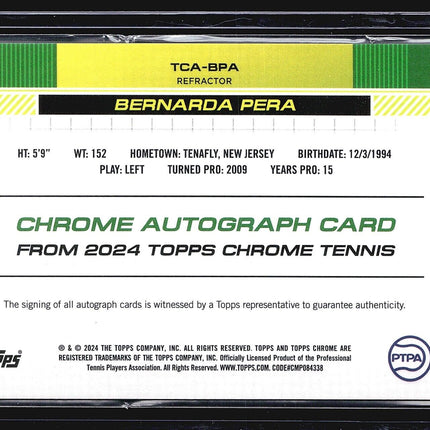 TCA-BPA
REFRACTOR
BERNARDA PERA
HT: 5'9" WT: 152 HOMETOWN: TENAFLY, NEW JERSEY BIRTHDATE: 12/3/1994
PLAY: LEFT TURNED PRO: 2009 YEARS PRO: 15
CHROME AUTOGRAPH CARD
FROM 2024 TOPPS CHROME TENNIS
The signing of all autograph cards is witnessed by a Topps representative to guarantee authenticity.
® & © 2024 THE TOPPS COMPANY, INC. ALL RIGHTS RESERVED. TOPPS AND TOPPS CHROME ARE
REGISTERED TRADEMARKS OF THE TOPPS COMPANY, INC. Officially Licensed Product of the Professional
Tennis Players Association. All Rights Reserved. WWW.TOPPS.COM. CODE#CMP084338
PTPA